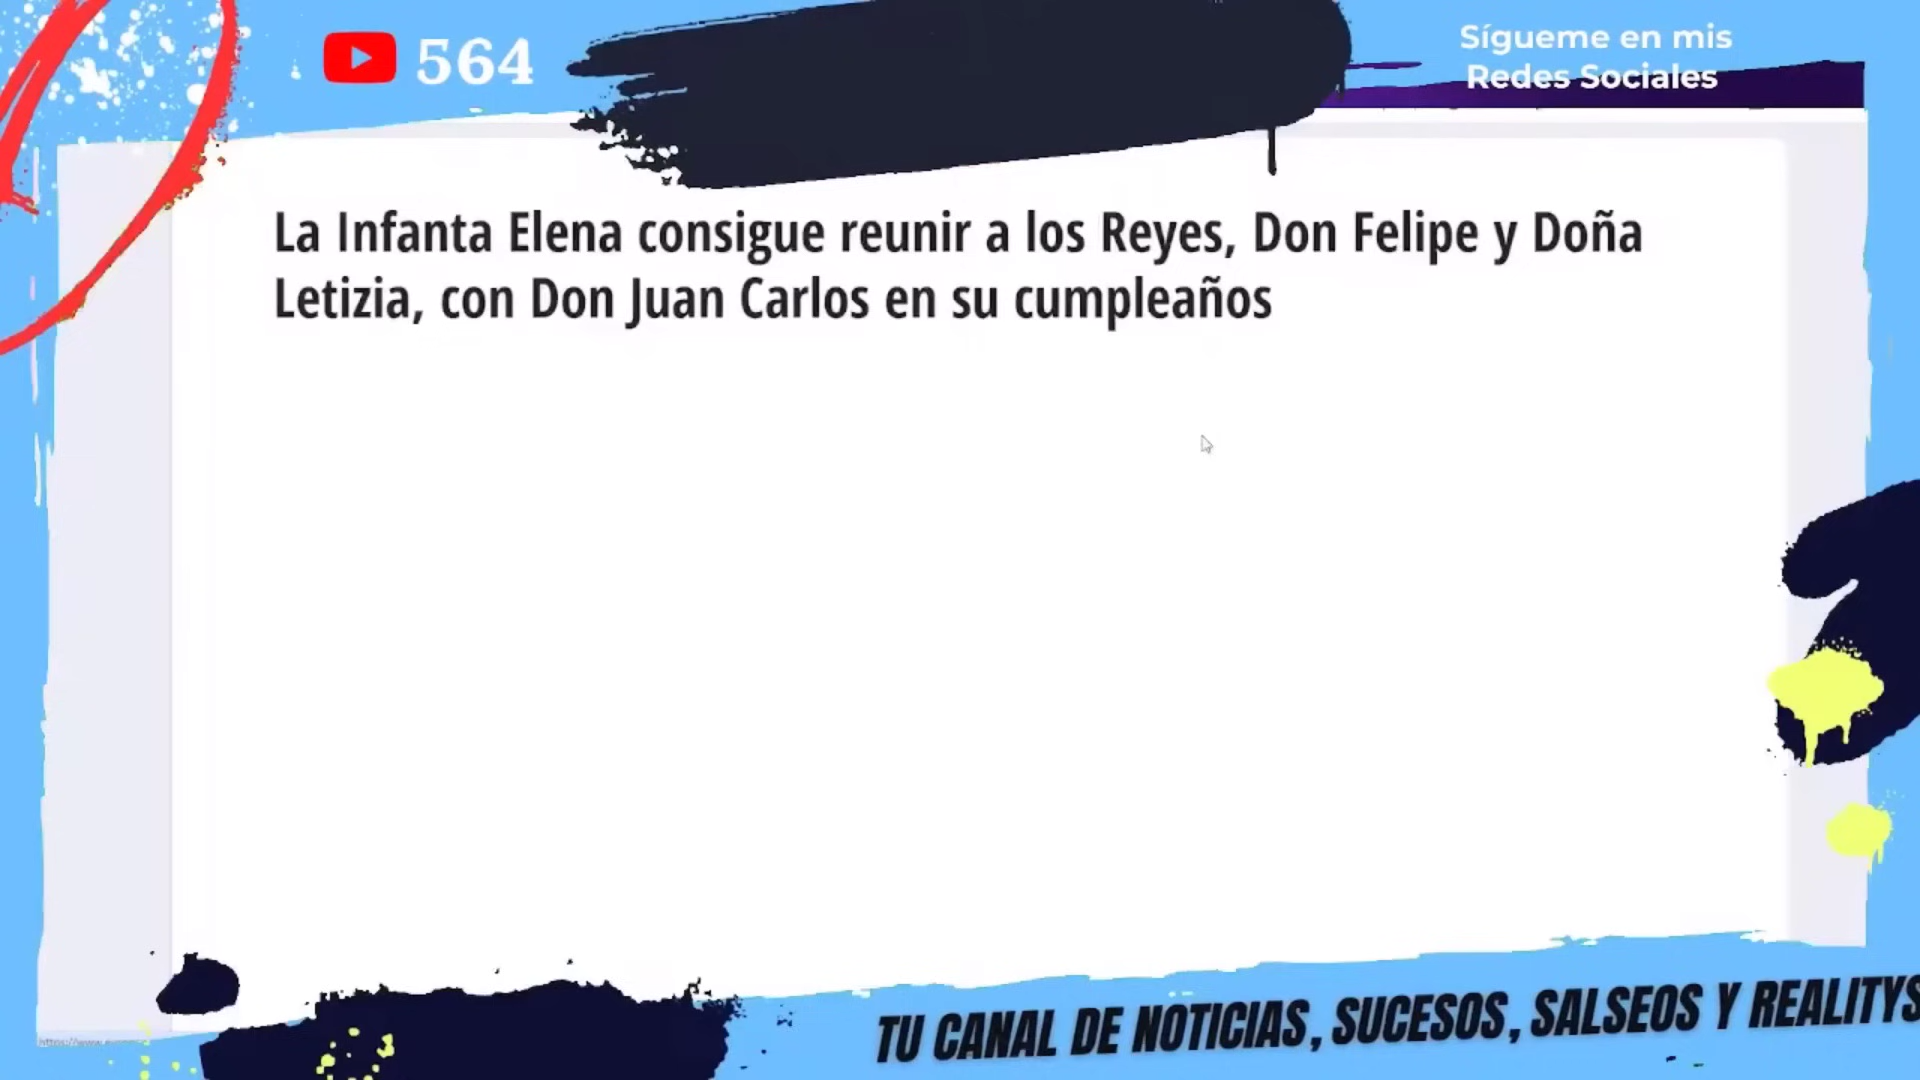 564
Sígueme en mis
Redes Sociales
La Infanta Elena consigue reunir a los Reyes, Don Felipe y Doña
Letizia, con Don Juan Carlos en su cumpleaños
TU CANAL DE NOTICIAS, SUCESOS, SALSEOS Y REALITYS